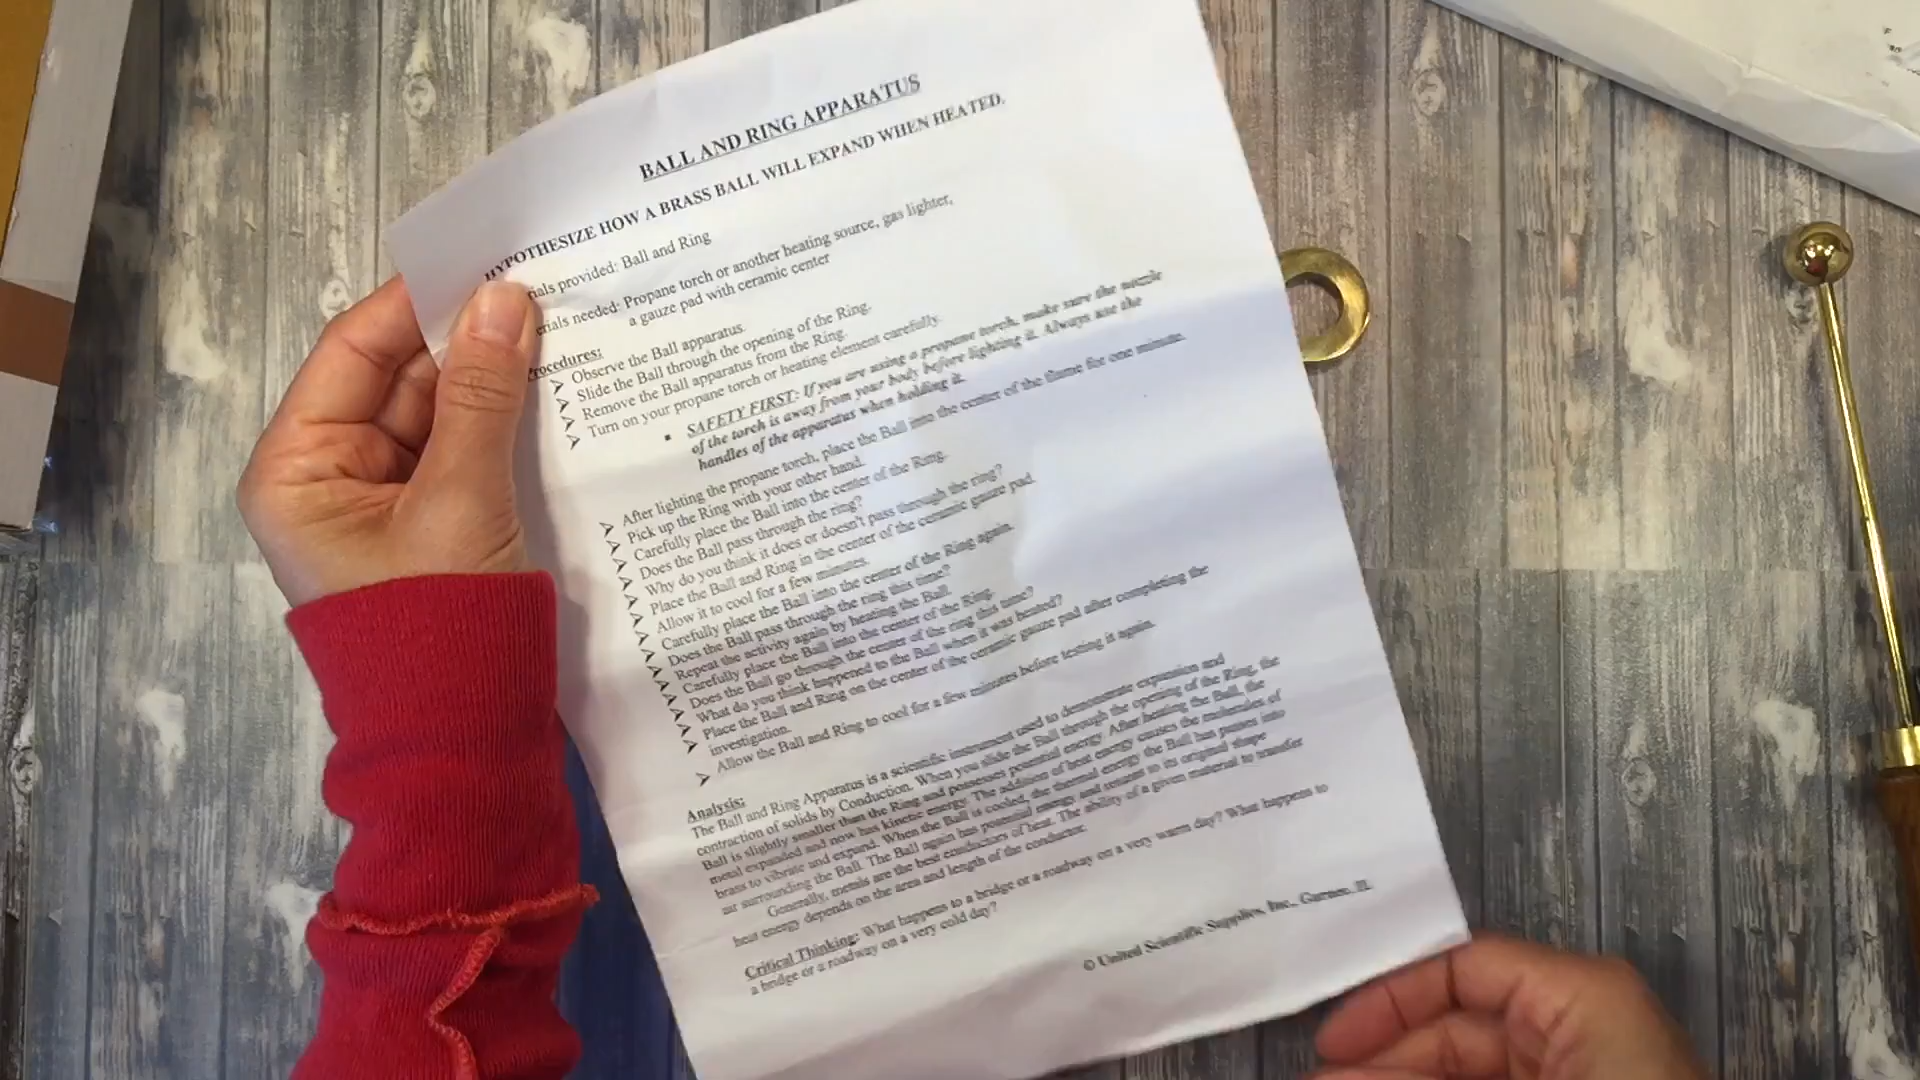 BALL AND RING APPARATUS
HYPOTHESIZE HOW A BRASS BALL WILL EXPAND WHEN HEATED.
rials provided: Ball and Ring
erials needed: Propane torch or another heating source, gas lighter,
a gauze pad with ceramic center
Procedures:
➢ Observe the Ball apparatus.
➢ Slide the Ball through the opening of the Ring.
➢ Remove the Ball apparatus from the Ring.
➢ Turn on your propane torch or heating element carefully.
▪ SAFETY FIRST: If you are using a propane torch, make sure the nozzle
of the torch is away from your body before lighting it. Always use the
handles of the apparatus when holding it.
➢ After lighting the propane torch, place the Ball into the center of the flame for one minute.
➢ Pick up the Ring with your other hand.
➢ Carefully place the Ball into the center of the Ring.
➢ Does the Ball pass through the ring?
➢ Why do you think it does or doesn't pass through the ring?
➢ Place the Ball and Ring in the center of the ceramic gauze pad.
➢ Allow it to cool for a few minutes.
➢ Carefully place the Ball into the center of the Ring again.
➢ Does the Ball pass through the ring this time?
➢ Repeat the activity again by heating the Ball.
➢ Carefully place the Ball into the center of the Ring.
➢ Does the Ball go through the center of the ring this time?
➢ What do you think happened to the Ball when it was heated?
➢ Place the Ball and Ring on the center of the ceramic gauze pad after completing the
investigation.
➢ Allow the Ball and Ring to cool for a few minutes before testing it again.
Analysis:
The Ball and Ring Apparatus is a scientific instrument used to demonstrate expansion and
contraction of solids by Conduction. When you slide the Ball through the opening of the Ring, the
Ball is slightly smaller than the Ring and possesses potential energy. After heating the Ball, the
metal expanded and now has kinetic energy. The addition of heat energy causes the molecules of
brass to vibrate and expand. When the Ball is cooled, the thermal energy the Ball has passes into
air surrounding the Ball. The Ball again has potential energy and returns to its original shape
Generally, metals are the best conductors of heat. The ability of a given material to transfer
heat energy depends on the area and length of the conductor.
Critical Thinking: What happens to a bridge or a roadway on a very warm day? What happens to
a bridge or a roadway on a very cold day?
© United Scientific Supplies, Inc., Gurnee, IL